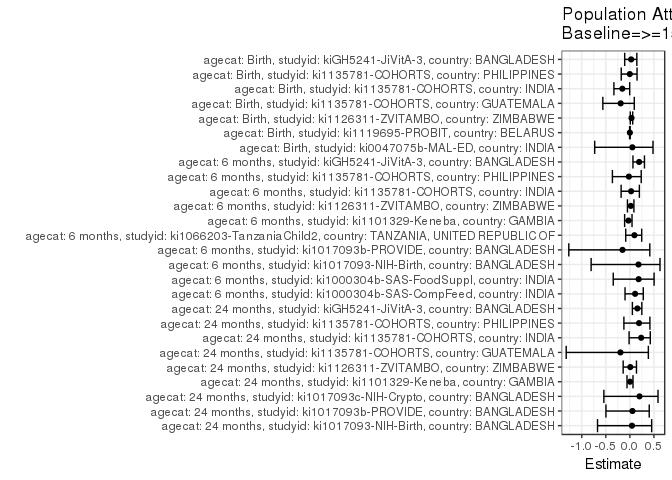 Population Att
Baseline=>=1
agecat: Birth, studyid: kiGH5241-JiVitA-3, country: BANGLADESH
agecat: Birth, studyid: ki1135781-COHORTS, country: PHILIPPINES
agecat: Birth, studyid: ki1135781-COHORTS, country: INDIA
agecat: Birth, studyid: ki1135781-COHORTS, country: GUATEMALA
agecat: Birth, studyid: ki1126311-ZVITAMBO, country: ZIMBABWE
agecat: Birth, studyid: ki1119695-PROBIT, country: BELARUS
agecat: Birth, studyid: ki0047075b-MAL-ED, country: INDIA
agecat: 6 months, studyid: kiGH5241-JiVitA-3, country: BANGLADESH
agecat: 6 months, studyid: ki1135781-COHORTS, country: PHILIPPINES
agecat: 6 months, studyid: ki1135781-COHORTS, country: INDIA
agecat: 6 months, studyid: ki1126311-ZVITAMBO, country: ZIMBABWE
agecat: 6 months, studyid: ki1101329-Keneba, country: GAMBIA
agecat: 6 months, studyid: ki1066203-TanzaniaChild2, country: TANZANIA, UNITED REPUBLIC OF
agecat: 6 months, studyid: ki1017093b-PROVIDE, country: BANGLADESH
agecat: 6 months, studyid: ki1017093-NIH-Birth, country: BANGLADESH
agecat: 6 months, studyid: ki1000304b-SAS-FoodSuppl, country: INDIA
agecat: 6 months, studyid: ki1000304b-SAS-CompFeed, country: INDIA
agecat: 24 months, studyid: kiGH5241-JiVitA-3, country: BANGLADESH
agecat: 24 months, studyid: ki1135781-COHORTS, country: PHILIPPINES
agecat: 24 months, studyid: ki1135781-COHORTS, country: INDIA
agecat: 24 months, studyid: ki1135781-COHORTS, country: GUATEMALA
agecat: 24 months, studyid: ki1126311-ZVITAMBO, country: ZIMBABWE
agecat: 24 months, studyid: ki1101329-Keneba, country: GAMBIA
agecat: 24 months, studyid: ki1017093c-NIH-Crypto, country: BANGLADESH
agecat: 24 months, studyid: ki1017093b-PROVIDE, country: BANGLADESH
agecat: 24 months, studyid: ki1017093-NIH-Birth, country: BANGLADESH
-1.0 -0.5 0.0 0.5
Estimate